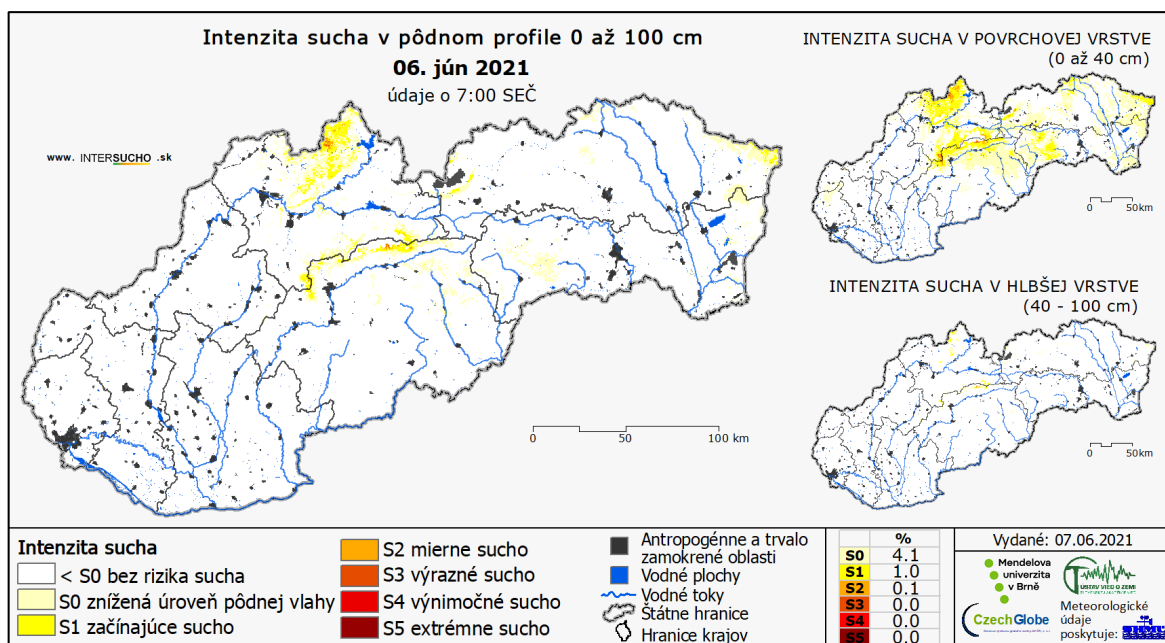 Intenzita sucha v pôdnom profile 0 až 100 cm
06. jún 2021
údaje o 7:00 SEČ
www. INTERSUCHO .sk
0 50 100 km
INTENZITA SUCHA V POVRCHOVEJ VRSTVE
(0 až 40 cm)
0 50km
INTENZITA SUCHA V HLBŠEJ VRSTVE
(40 - 100 cm)
0 50km
Intenzita sucha
< S0 bez rizika sucha
S0 znížená úroveň pôdnej vlahy
S1 začínajúce sucho
S2 mierne sucho
S3 výrazné sucho
S4 výnimočné sucho
S5 extrémne sucho
Antropogénne a trvalo
zamokrené oblasti
Vodné plochy
Vodné toky
Štátne hranice
Hranice krajov
%
S0 4.1
S1 1.0
S2 0.1
S3 0.0
S4 0.0
S5 0.0
Vydané: 07.06.2021
Mendelova
univerzita
v Brně
ÚSTAV VIED O ZEMI
CzechGlobe
Meteorologické
údaje
poskytuje: